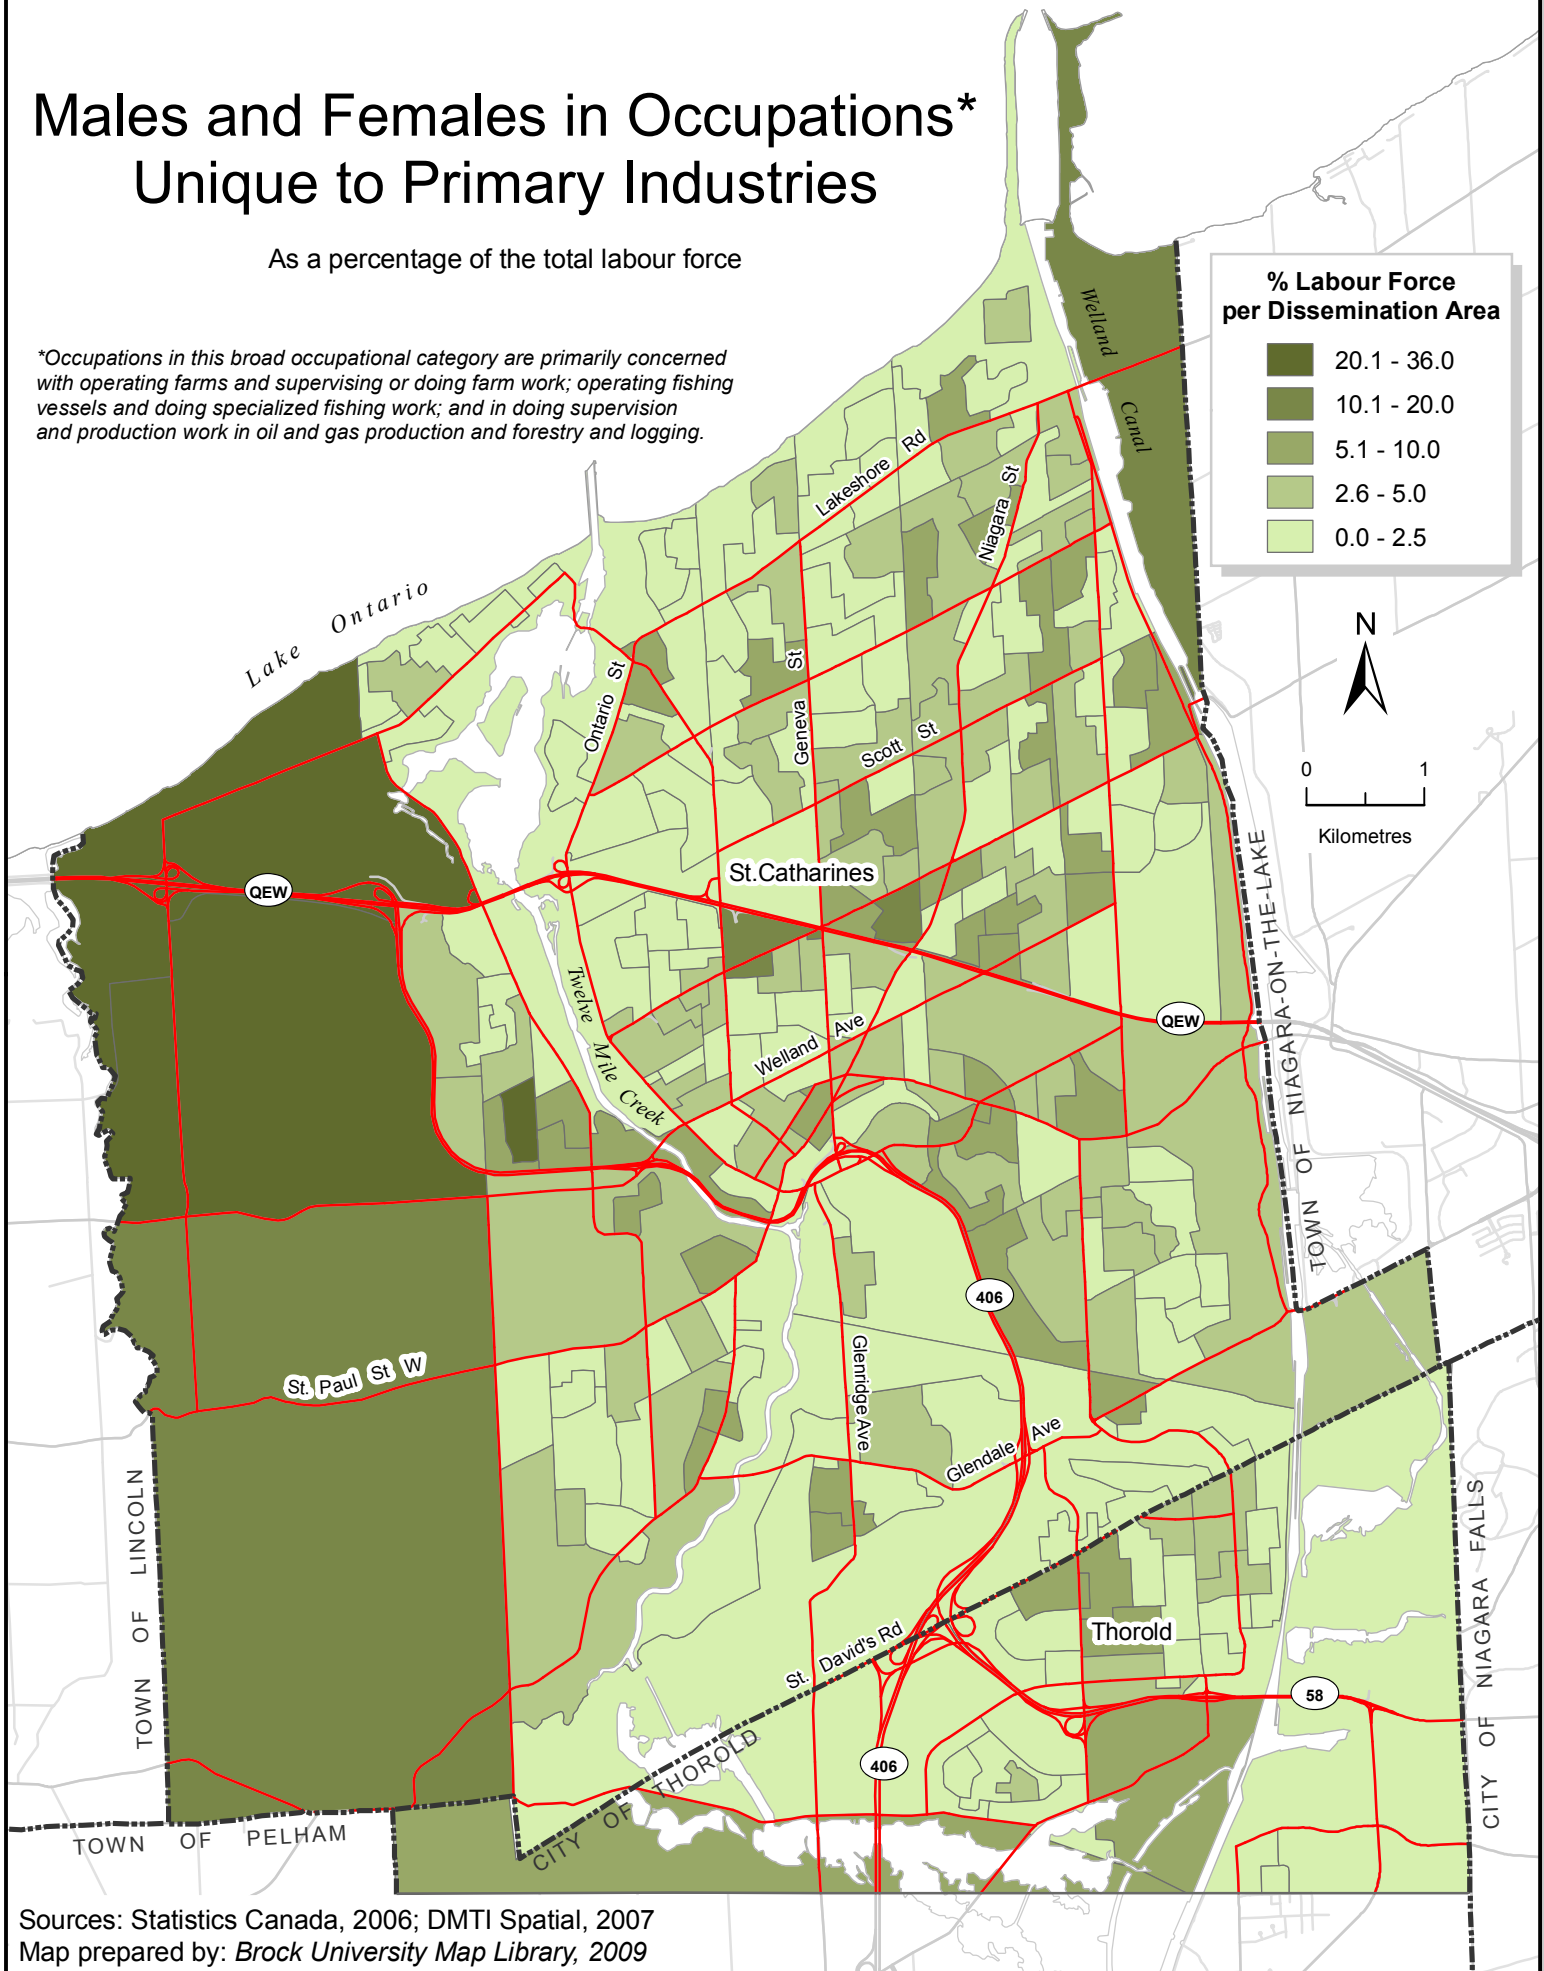 Males and Females in Occupations*
Unique to Primary Industries
As a percentage of the total labour force
*Occupations in this broad occupational category are primarily concerned
with operating farms and supervising or doing farm work; operating fishing
vessels and doing specialized fishing work; and in doing supervision
and production work in oil and gas production and forestry and logging.
% Labour Force
per Dissemination Area
20.1 - 36.0
10.1 - 20.0
5.1 - 10.0
2.6 - 5.0
0.0 - 2.5
N
0 1
Kilometres
Welland Canal
Lake Ontario
Lakeshore Rd
Niagara St
Ontario St
Geneva St
Scott St
St.Catharines
QEW
QEW
Twelve Mile Creek
Welland Ave
TOWN OF NIAGARA-ON-THE-LAKE
406
St. Paul St W
Glenridge Ave
Glendale Ave
TOWN OF LINCOLN
CITY OF NIAGARA FALLS
Thorold
St. David's Rd
58
406
CITY OF THOROLD
TOWN OF PELHAM
Sources: Statistics Canada, 2006; DMTI Spatial, 2007
Map prepared by: Brock University Map Library, 2009